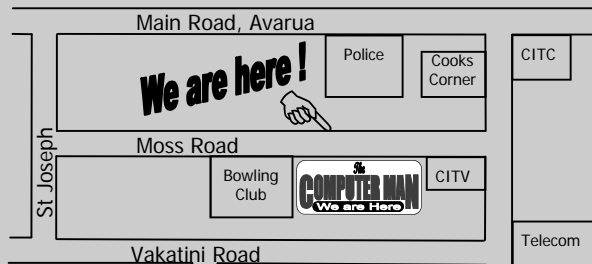 Main Road, Avarua
We are here !
Police
Cooks
Corner
CITC
St Joseph
Moss Road
Bowling
Club
The
COMPUTER MAN
We are Here
CITV
Vakatini Road
Telecom